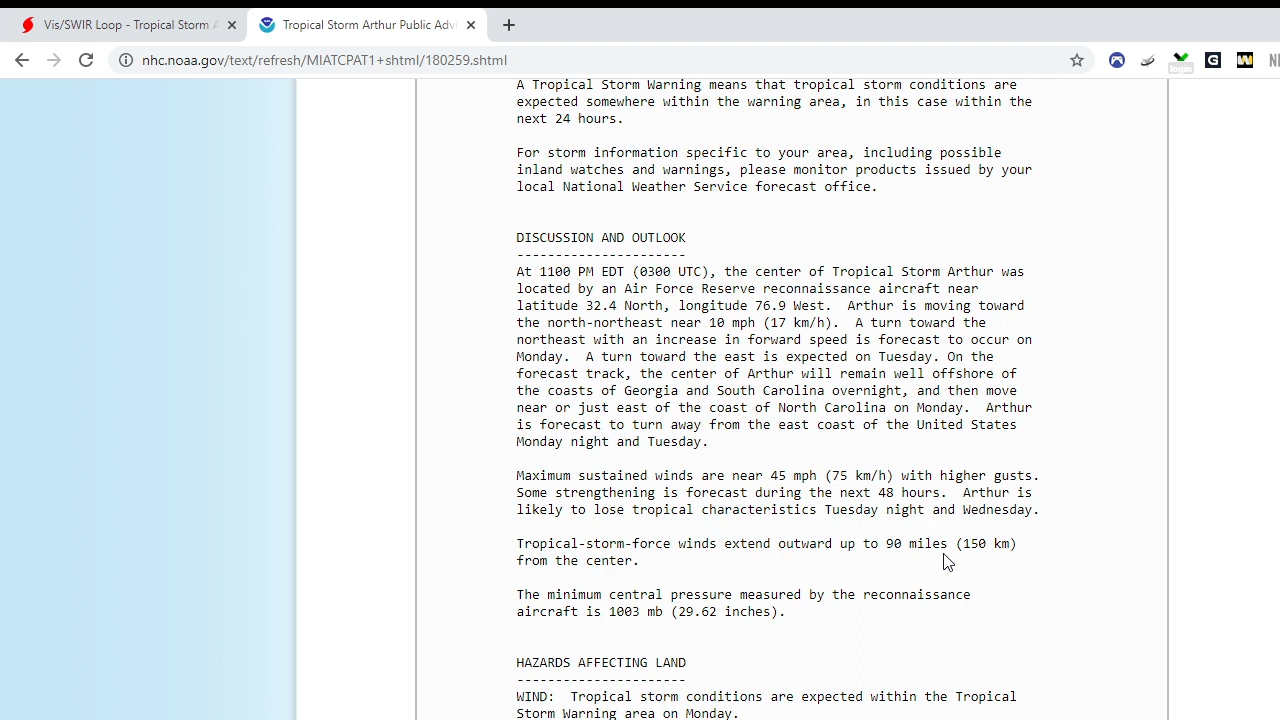 Vis/SWIR Loop - Tropical Storm A
Tropical Storm Arthur Public Advi
nhc.noaa.gov/text/refresh/MIATCPAT1+shtml/180259.shtml
login
G
W
A Tropical Storm Warning means that tropical storm conditions are
expected somewhere within the warning area, in this case within the
next 24 hours.
For storm information specific to your area, including possible
inland watches and warnings, please monitor products issued by your
local National Weather Service forecast office.
DISCUSSION AND OUTLOOK
----------------------
At 1100 PM EDT (0300 UTC), the center of Tropical Storm Arthur was
located by an Air Force Reserve reconnaissance aircraft near
latitude 32.4 North, longitude 76.9 West.  Arthur is moving toward
the north-northeast near 10 mph (17 km/h).  A turn toward the
northeast with an increase in forward speed is forecast to occur on
Monday.  A turn toward the east is expected on Tuesday. On the
forecast track, the center of Arthur will remain well offshore of
the coasts of Georgia and South Carolina overnight, and then move
near or just east of the coast of North Carolina on Monday.  Arthur
is forecast to turn away from the east coast of the United States
Monday night and Tuesday.
Maximum sustained winds are near 45 mph (75 km/h) with higher gusts.
Some strengthening is forecast during the next 48 hours.  Arthur is
likely to lose tropical characteristics Tuesday night and Wednesday.
Tropical-storm-force winds extend outward up to 90 miles (150 km)
from the center.
The minimum central pressure measured by the reconnaissance
aircraft is 1003 mb (29.62 inches).
HAZARDS AFFECTING LAND
----------------------
WIND:  Tropical storm conditions are expected within the Tropical
Storm Warning area on Monday.